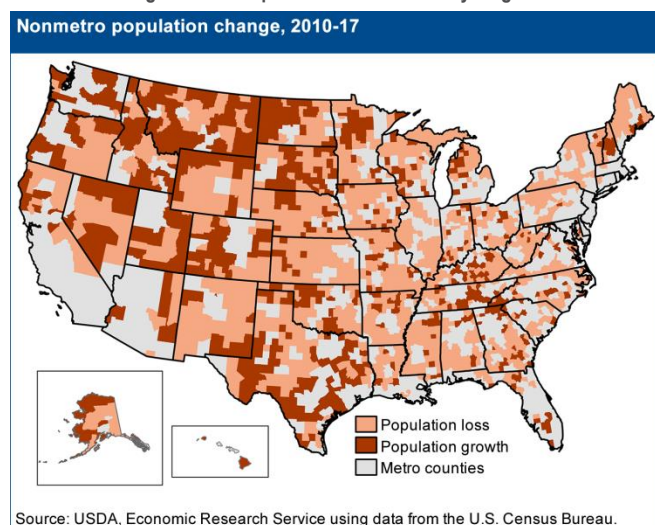 Nonmetro population change, 2010-17
Population loss
Population growth
Metro counties
Source: USDA, Economic Research Service using data from the U.S. Census Bureau.